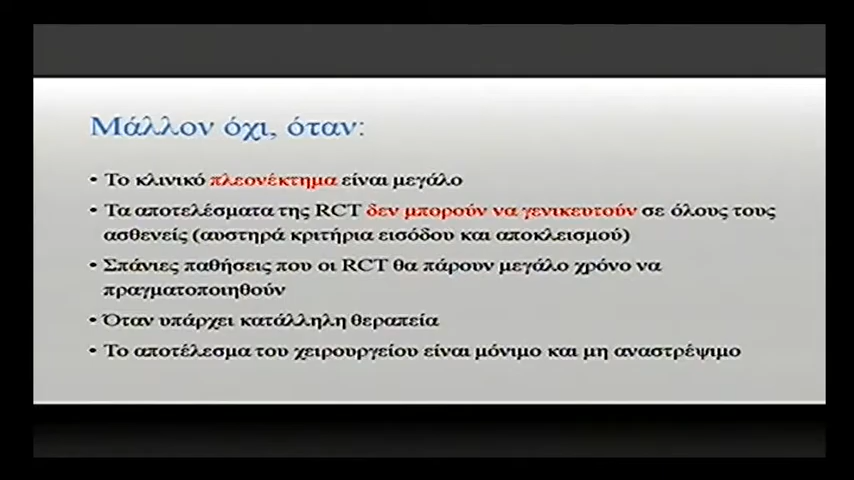 Μάλλον όχι, όταν:
• Το κλινικό πλεονέκτημα είναι μεγάλο
• Τα αποτελέσματα της RCT δεν μπορούν να γενικευτούν σε όλους τους
ασθενείς (αυστηρά κριτήρια εισόδου και αποκλεισμού)
• Σπάνιες παθήσεις που οι RCT θα πάρουν μεγάλο χρόνο να
πραγματοποιηθούν
• Όταν υπάρχει κατάλληλη θεραπεία
• Το αποτέλεσμα του χειρουργείου είναι μόνιμο και μη αναστρέψιμο